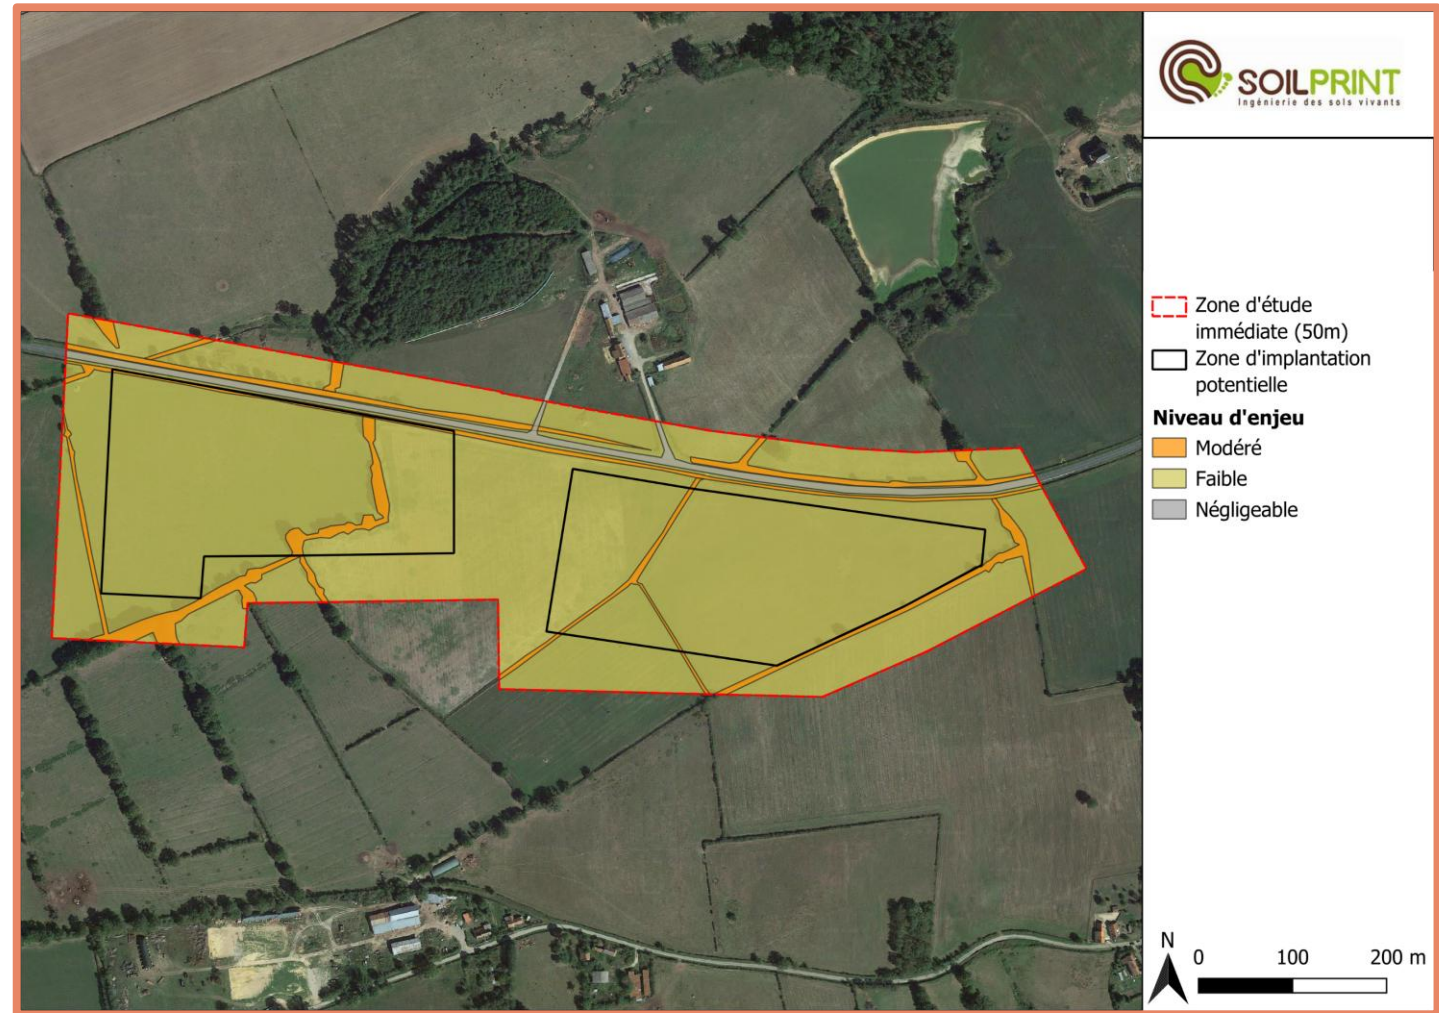 SOILPRINT
Ingénierie des sols vivants
Zone d'étude
immédiate (50m)
Zone d'implantation
potentielle
Niveau d'enjeu
Modéré
Faible
Négligeable
N
0 100 200 m